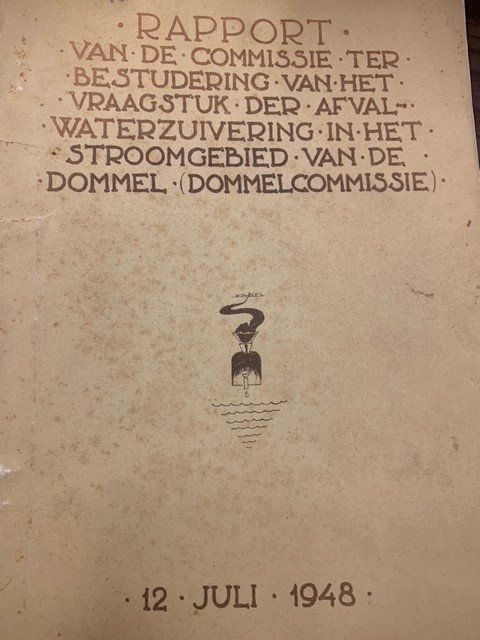 · RAPPORT ·
· VAN · DE · COMMISSIE · TER ·
· BESTUDERING · VAN · HET ·
· VRAAGSTUK · DER · AFVAL- ·
· WATERZUIVERING · IN · HET ·
STROOMGEBIED · VAN · DE ·
· DOMMEL · (DOMMELCOMMISSIE) ·
· 12 · JULI · 1948 ·